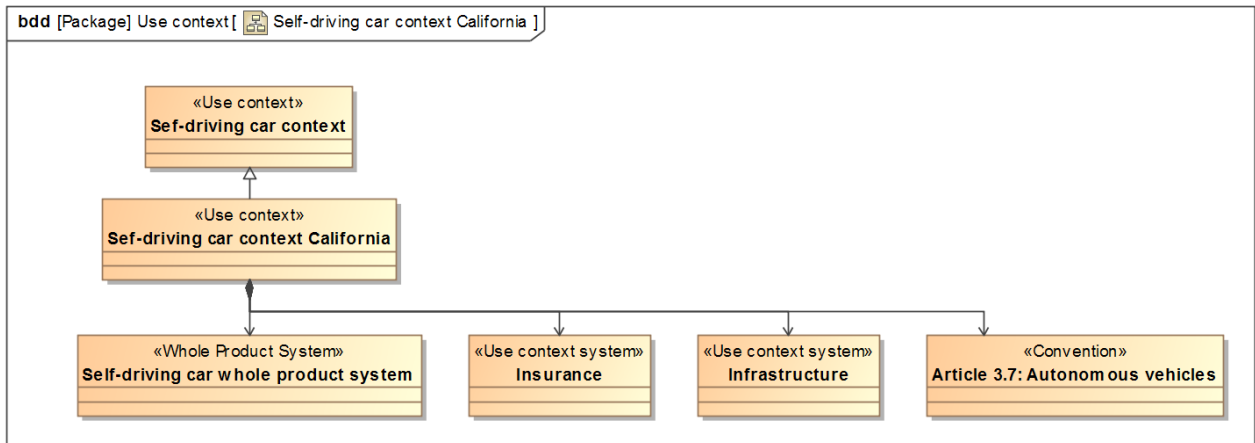 bdd [Package] Use context [ Self-driving car context California ]
«Use context»
Sef-driving car context
«Use context»
Sef-driving car context California
«Whole Product System»
Self-driving car whole product system
«Use context system»
Insurance
«Use context system»
Infrastructure
«Convention»
Article 3.7: Autonomous vehicles